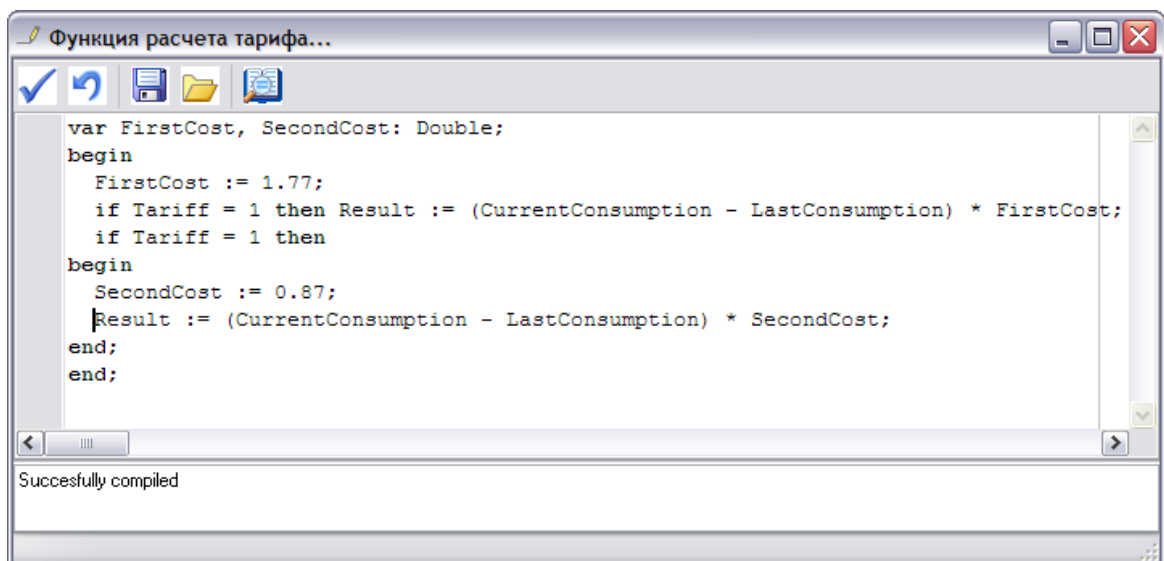 Функция расчета тарифа...
var FirstCost, SecondCost: Double;
begin
  FirstCost := 1.77;
  if Tariff = 1 then Result := (CurrentConsumption - LastConsumption) * FirstCost;
  if Tariff = 1 then
begin
  SecondCost := 0.87;
  Result := (CurrentConsumption - LastConsumption) * SecondCost;
end;
end;
Succesfully compiled